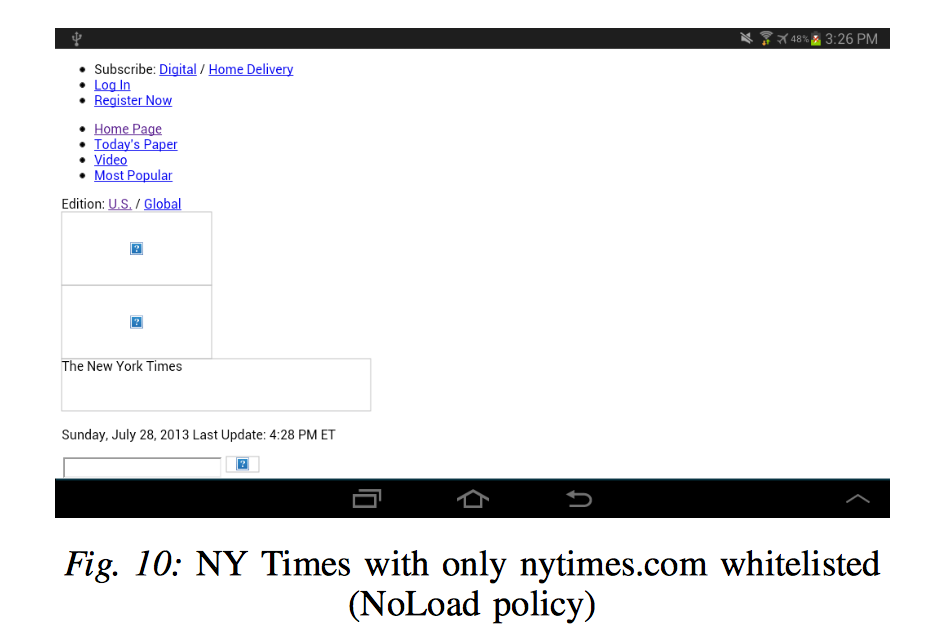 48% 3:26 PM
Subscribe: Digital / Home Delivery
Log In
Register Now
Home Page
Today's Paper
Video
Most Popular
Edition: U.S. / Global
The New York Times
Sunday, July 28, 2013 Last Update: 4:28 PM ET
Fig. 10: NY Times with only nytimes.com whitelisted
(NoLoad policy)